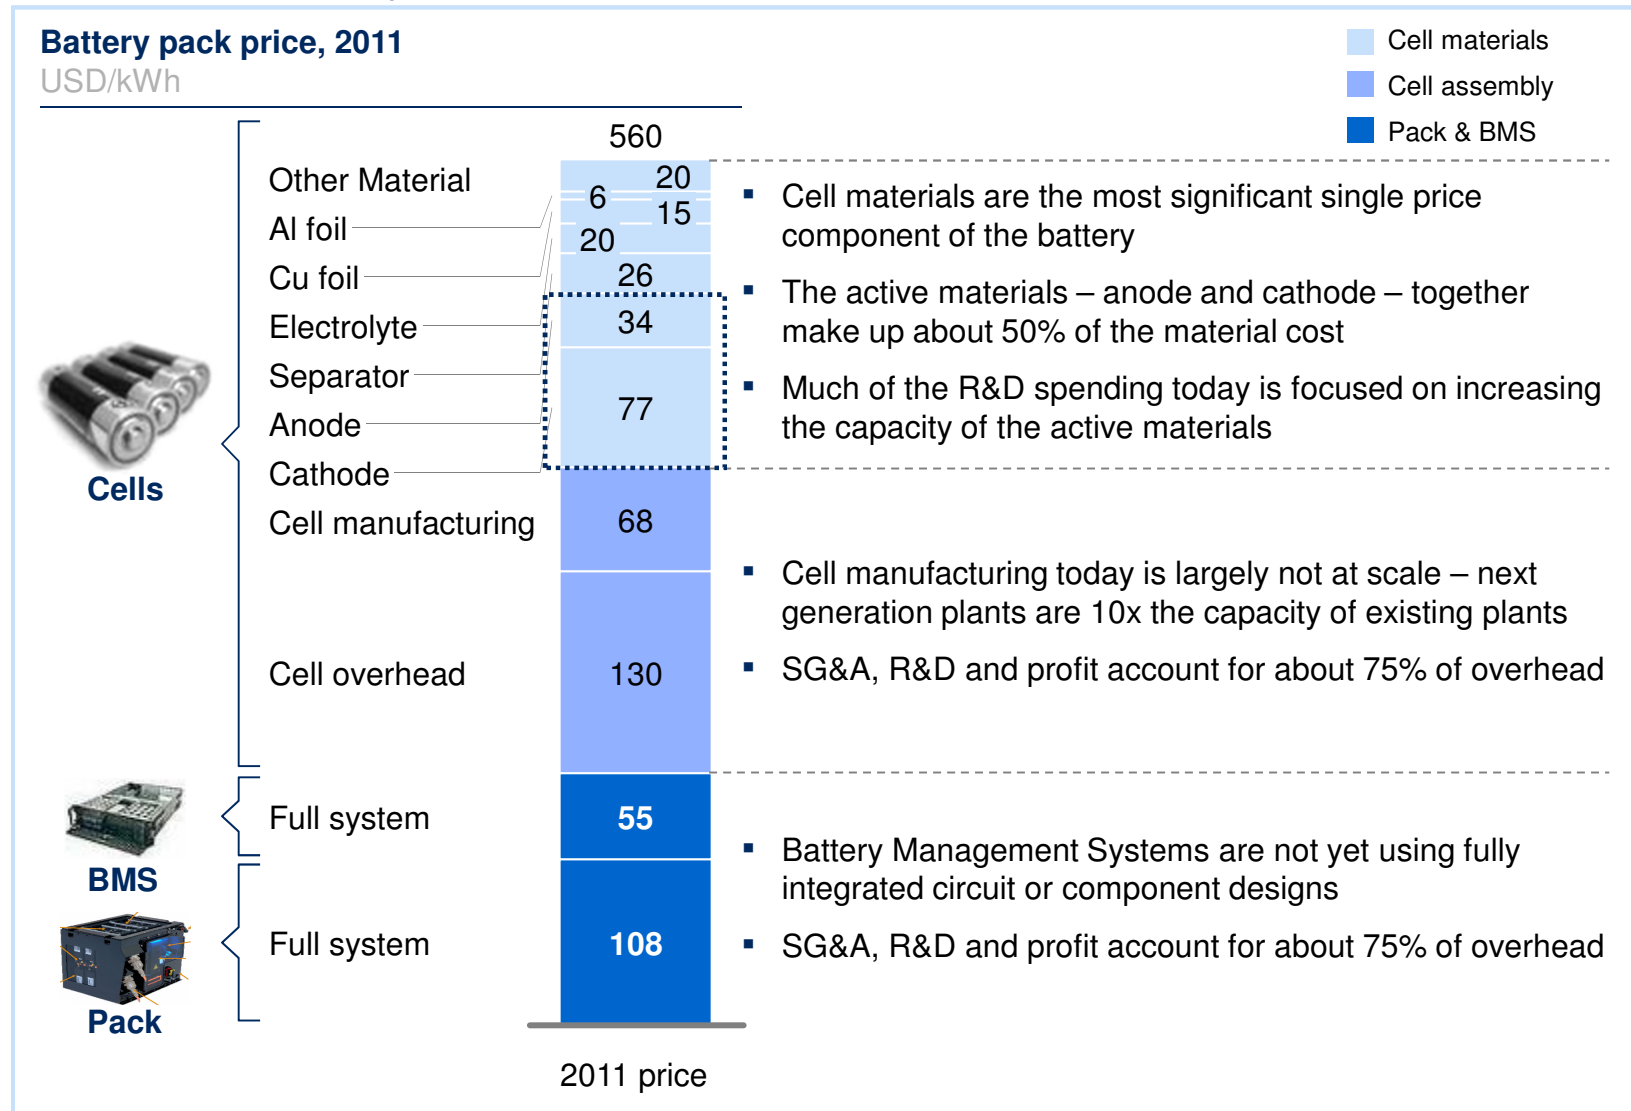 Battery pack price, 2011
USD/kWh
Cell materials
Cell assembly
Pack & BMS
560
Other Material
Al foil
Cu foil
Electrolyte
Separator
Anode
Cathode
Cell manufacturing
Cell overhead
Full system
Full system
Cells
BMS
Pack
20
6
15
20
26
34
77
68
130
55
108
2011 price
▪ Cell materials are the most significant single price
component of the battery
▪ The active materials – anode and cathode – together
make up about 50% of the material cost
▪ Much of the R&D spending today is focused on increasing
the capacity of the active materials
▪ Cell manufacturing today is largely not at scale – next
generation plants are 10x the capacity of existing plants
▪ SG&A, R&D and profit account for about 75% of overhead
▪ Battery Management Systems are not yet using fully
integrated circuit or component designs
▪ SG&A, R&D and profit account for about 75% of overhead